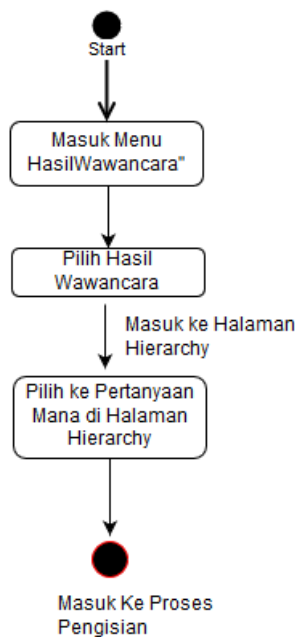 Start
Masuk Menu
HasilWawancara"
Pilih Hasil
Wawancara
Masuk ke Halaman
Hierarchy
Pilih ke Pertanyaan
Mana di Halaman
Hierarchy
Masuk Ke Proses
Pengisian